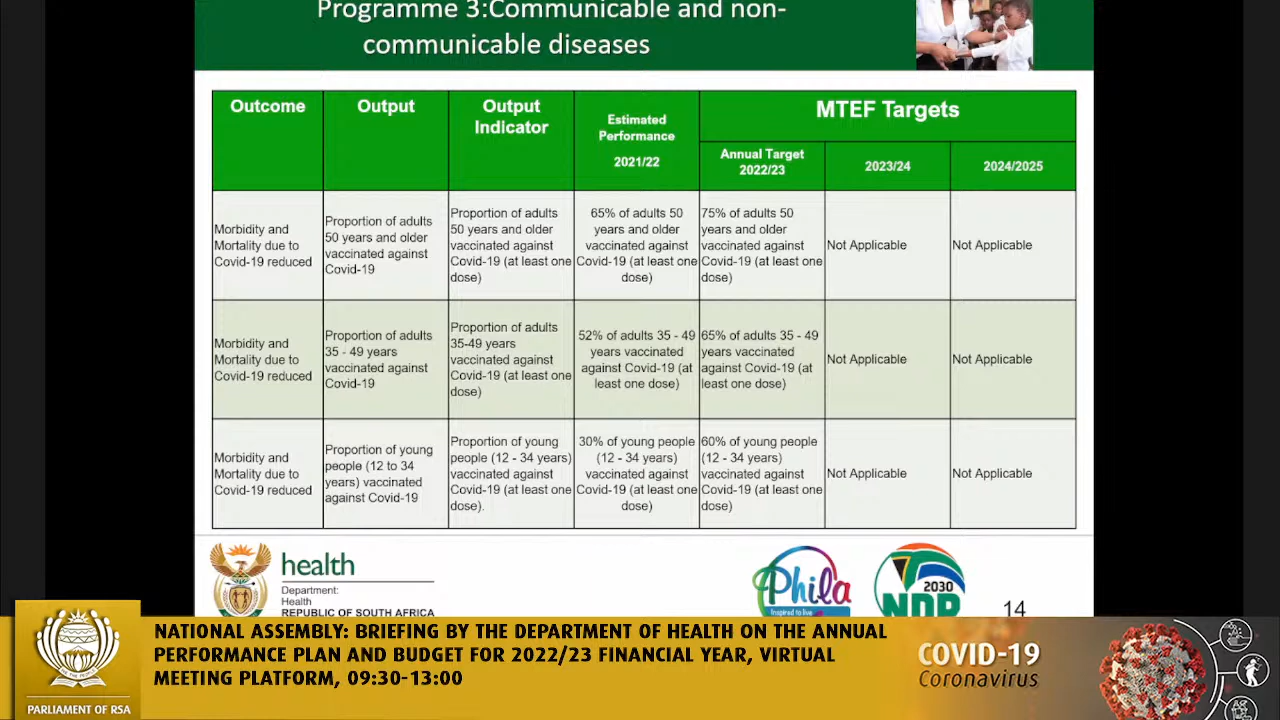 Programme 3:Communicable and non-
communicable diseases
Outcome
Output
Output
Indicator
Estimated
Performance
2021/22
MTEF Targets
Annual Target
2022/23
2023/24
2024/2025
Morbidity and
Mortality due to
Covid-19 reduced
Proportion of adults
50 years and older
vaccinated against
Covid-19
Proportion of adults
50 years and older
vaccinated against
Covid-19 (at least one
dose)
65% of adults 50
years and older
vaccinated against
Covid-19 (at least one
dose)
75% of adults 50
years and older
vaccinated against
Covid-19 (at least one
dose)
Not Applicable
Not Applicable
Morbidity and
Mortality due to
Covid-19 reduced
Proportion of adults
35 - 49 years
vaccinated against
Covid-19
Proportion of adults
35-49 years
vaccinated against
Covid-19 (at least one
dose)
52% of adults 35 - 49
years vaccinated
against Covid-19 (at
least one dose)
65% of adults 35 - 49
years vaccinated
against Covid-19 (at
least one dose)
Not Applicable
Not Applicable
Morbidity and
Mortality due to
Covid-19 reduced
Proportion of young
people (12 to 34
years) vaccinated
against Covid-19
Proportion of young
people (12 - 34 years)
vaccinated against
Covid-19 (at least one
dose).
30% of young people
(12 - 34 years)
vaccinated against
Covid-19 (at least one
dose)
60% of young people
(12 - 34 years)
vaccinated against
Covid-19 (at least one
dose)
Not Applicable
Not Applicable
health
Department:
Health
REPUBLIC OF SOUTH AFRICA
Phila
Inspired to live
2030
NDP
14
PARLIAMENT OF RSA
NATIONAL ASSEMBLY: BRIEFING BY THE DEPARTMENT OF HEALTH ON THE ANNUAL
PERFORMANCE PLAN AND BUDGET FOR 2022/23 FINANCIAL YEAR, VIRTUAL
MEETING PLATFORM, 09:30-13:00
COVID-19
Coronavirus